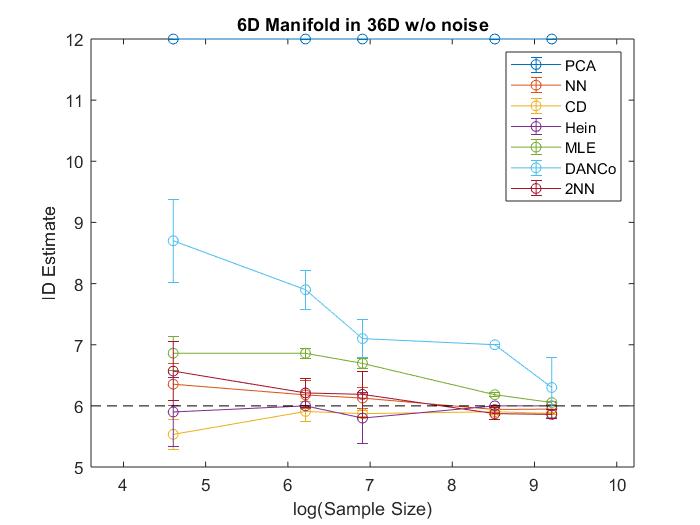 6D Manifold in 36D w/o noise
12
11
10
9
8
7
6
5
ID Estimate
PCA
NN
CD
Hein
MLE
DANCo
2NN
4 5 6 7 8 9 10
log(Sample Size)